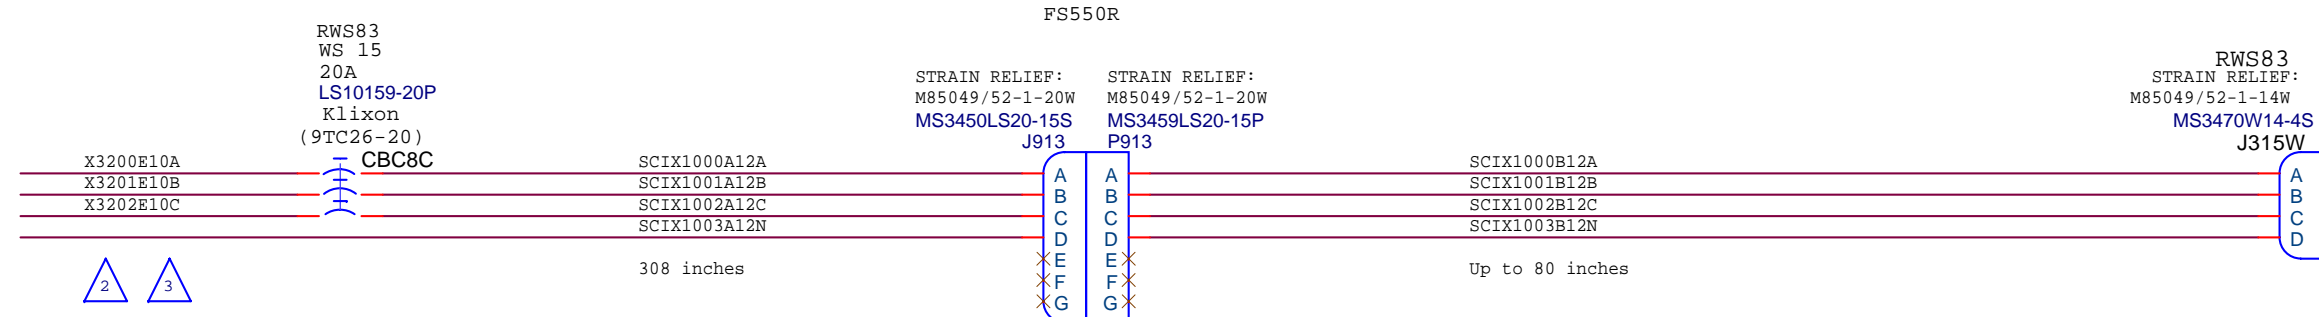 FS550R
RWS83
WS 15
20A
LS10159-20P
Klixon
(9TC26-20)
CBC8C
STRAIN RELIEF:
M85049/52-1-20W
MS3450LS20-15S
J913
STRAIN RELIEF:
M85049/52-1-20W
MS3459LS20-15P
P913
RWS83
STRAIN RELIEF:
M85049/52-1-14W
MS3470W14-4S
J315W
X3200E10A
X3201E10B
X3202E10C
SCIX1000A12A
SCIX1001A12B
SCIX1002A12C
SCIX1003A12N
A
B
C
D
E
F
G
A
B
C
D
E
F
G
SCIX1000B12A
SCIX1001B12B
SCIX1002B12C
SCIX1003B12N
A
B
C
D
2
3
308 inches
Up to 80 inches